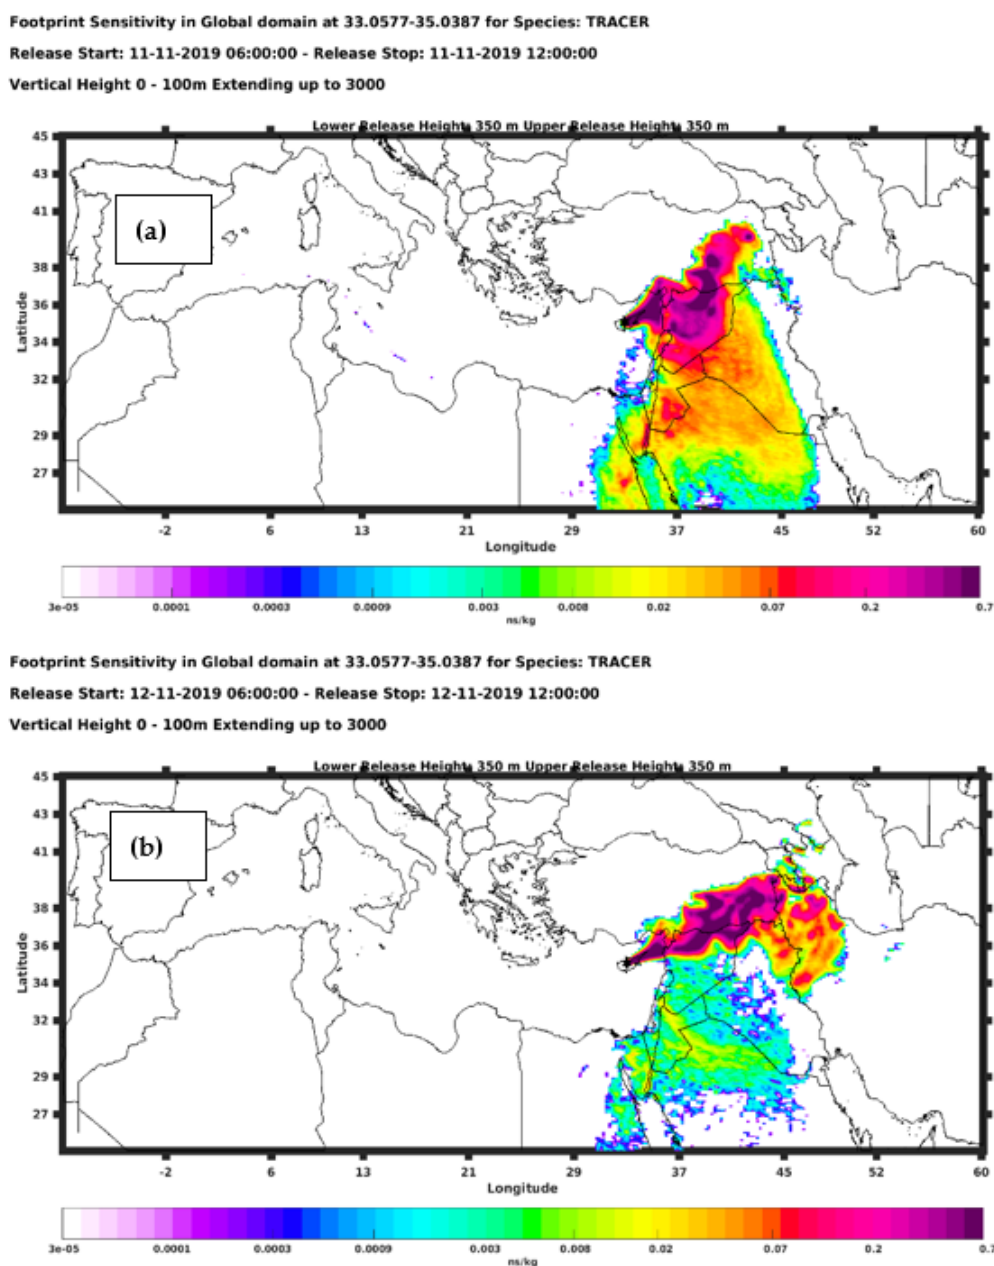 Footprint Sensitivity in Global domain at 33.0577-35.0387 for Species: TRACER
Release Start: 11-11-2019 06:00:00 - Release Stop: 11-11-2019 12:00:00
Vertical Height 0 - 100m Extending up to 3000
Lower Release Height: 350 m Upper Release Height: 350 m
45
43
41
38
36
34
32
29
27
Latitude
(a)
-2 6 13 21 29 37 45 52 60
Longitude
3e-05 0.0001 0.0003 0.0009 0.003 0.008 0.02 0.07 0.2 0.7
ns/kg
Footprint Sensitivity in Global domain at 33.0577-35.0387 for Species: TRACER
Release Start: 12-11-2019 06:00:00 - Release Stop: 12-11-2019 12:00:00
Vertical Height 0 - 100m Extending up to 3000
Lower Release Height: 350 m Upper Release Height: 350 m
45
43
41
38
36
34
32
29
27
Latitude
(b)
-2 6 13 21 29 37 45 52 60
Longitude
3e-05 0.0001 0.0003 0.0009 0.003 0.008 0.02 0.07 0.2
ns/kg